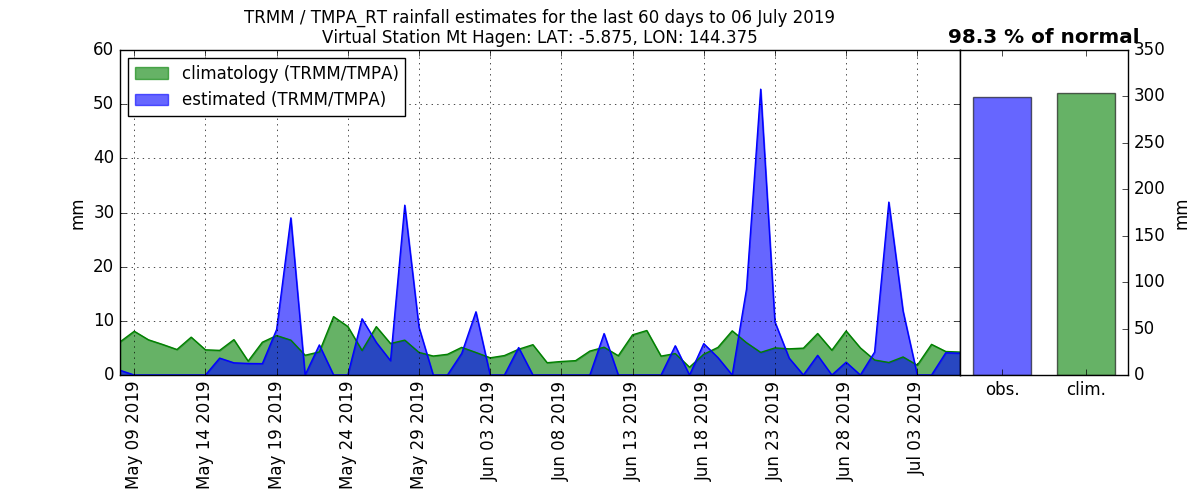 TRMM / TMPA_RT rainfall estimates for the last 60 days to 06 July 2019
Virtual Station Mt Hagen: LAT: -5.875, LON: 144.375
98.3 % of normal
climatology (TRMM/TMPA)
estimated (TRMM/TMPA)
mm
60
50
40
30
20
10
0
May 09 2019
May 14 2019
May 19 2019
May 24 2019
May 29 2019
Jun 03 2019
Jun 08 2019
Jun 13 2019
Jun 18 2019
Jun 23 2019
Jun 28 2019
Jul 03 2019
obs.
clim.
350
300
250
200
150
100
50
0
mm